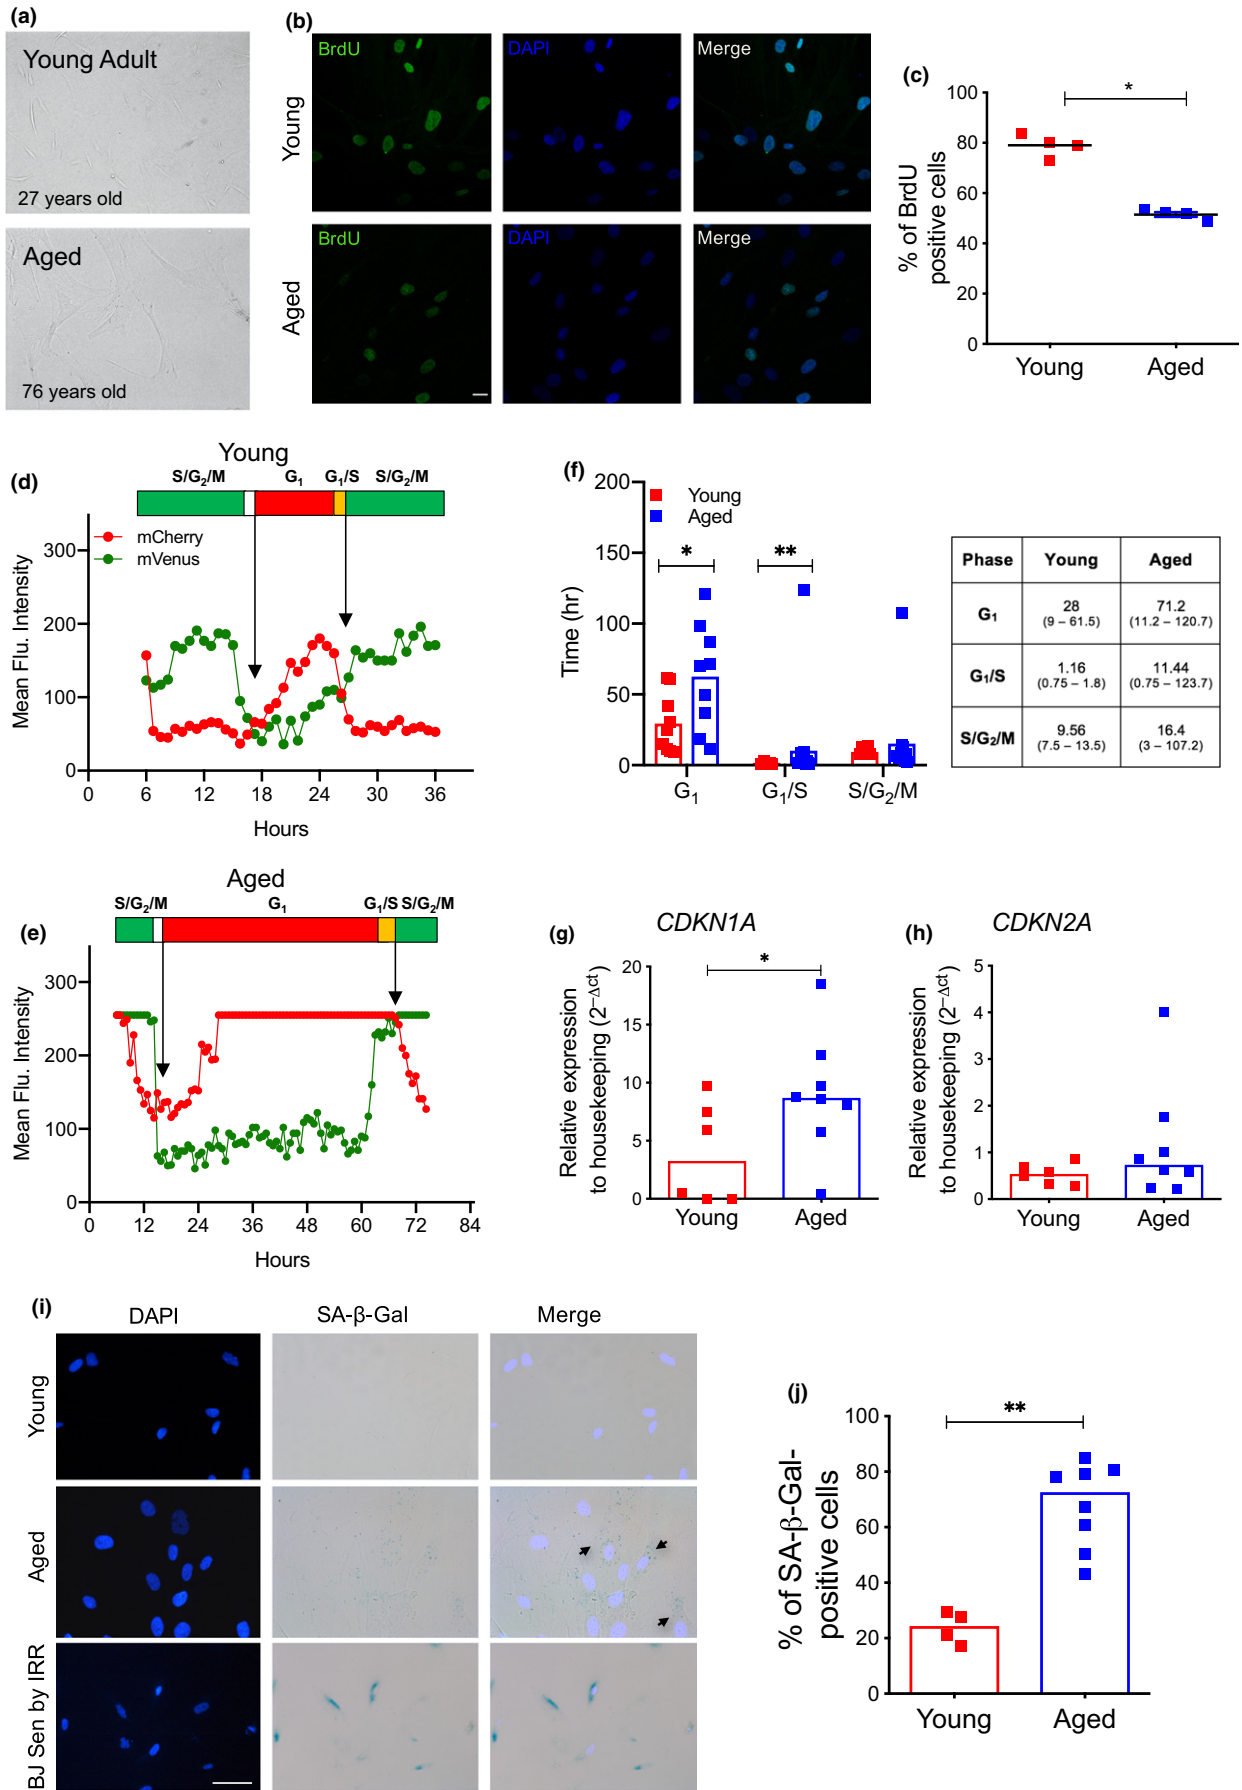 (a)
Young Adult
27 years old
Aged
76 years old
(b)
BrdU
DAPI
Merge
Young
BrdU
DAPI
Merge
Aged
(c)
% of BrdU
positive cells
100
80
60
40
20
0
*
Young
Aged
(d)
Young
S/G₂/M
G₁
G₁/S
S/G₂/M
mCherry
mVenus
Mean Flu. Intensity
300
200
100
0
0 6 12 18 24 30 36
Hours
(e)
Aged
S/G₂/M
G₁
G₁/S
S/G₂/M
Mean Flu. Intensity
300
200
100
0
0 12 24 36 48 60 72 84
Hours
(f)
Time (hr)
200
150
100
50
0
Young
Aged
*
**
G₁
G₁/S
S/G₂/M
Phase Young Aged
G₁ 28 71.2
(9 – 61.5) (11.2 – 120.7)
G₁/S 1.16 11.44
(0.75 – 1.8) (0.75 – 123.7)
S/G₂/M 9.56 16.4
(7.5 – 13.5) (3 – 107.2)
(g)
CDKN1A
Relative expression
to housekeeping (2^−Δct)
20
15
10
5
0
*
Young
Aged
(h)
CDKN2A
Relative expression
to housekeeping (2^−Δct)
5
4
3
2
1
0
Young
Aged
(i)
DAPI
SA-β-Gal
Merge
Young
Aged
BJ Sen by IRR
(j)
% of SA-β-Gal-
positive cells
100
80
60
40
20
0
**
Young
Aged